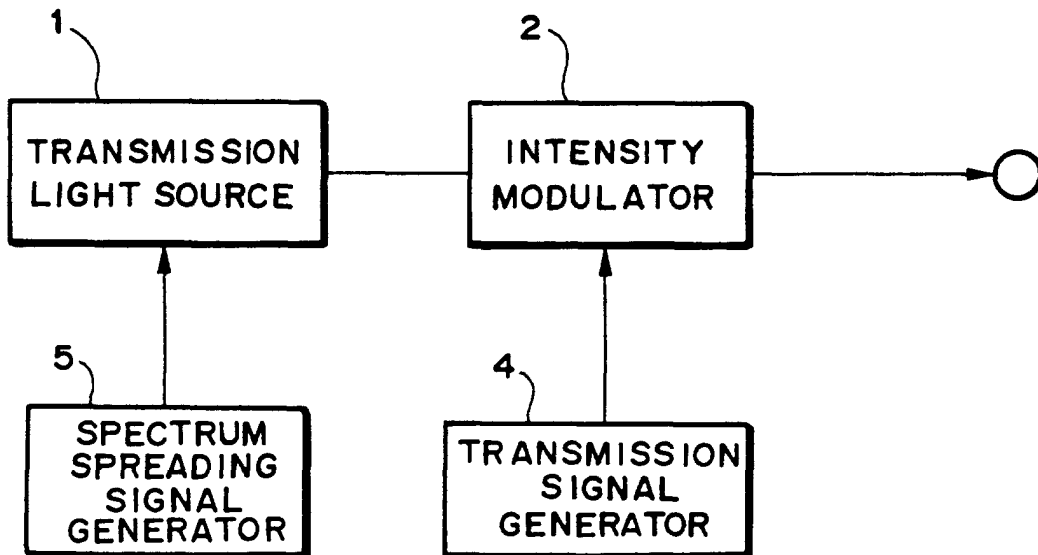 1
2
TRANSMISSION
LIGHT SOURCE
INTENSITY
MODULATOR
5
4
SPECTRUM
SPREADING
SIGNAL
GENERATOR
TRANSMISSION
SIGNAL
GENERATOR